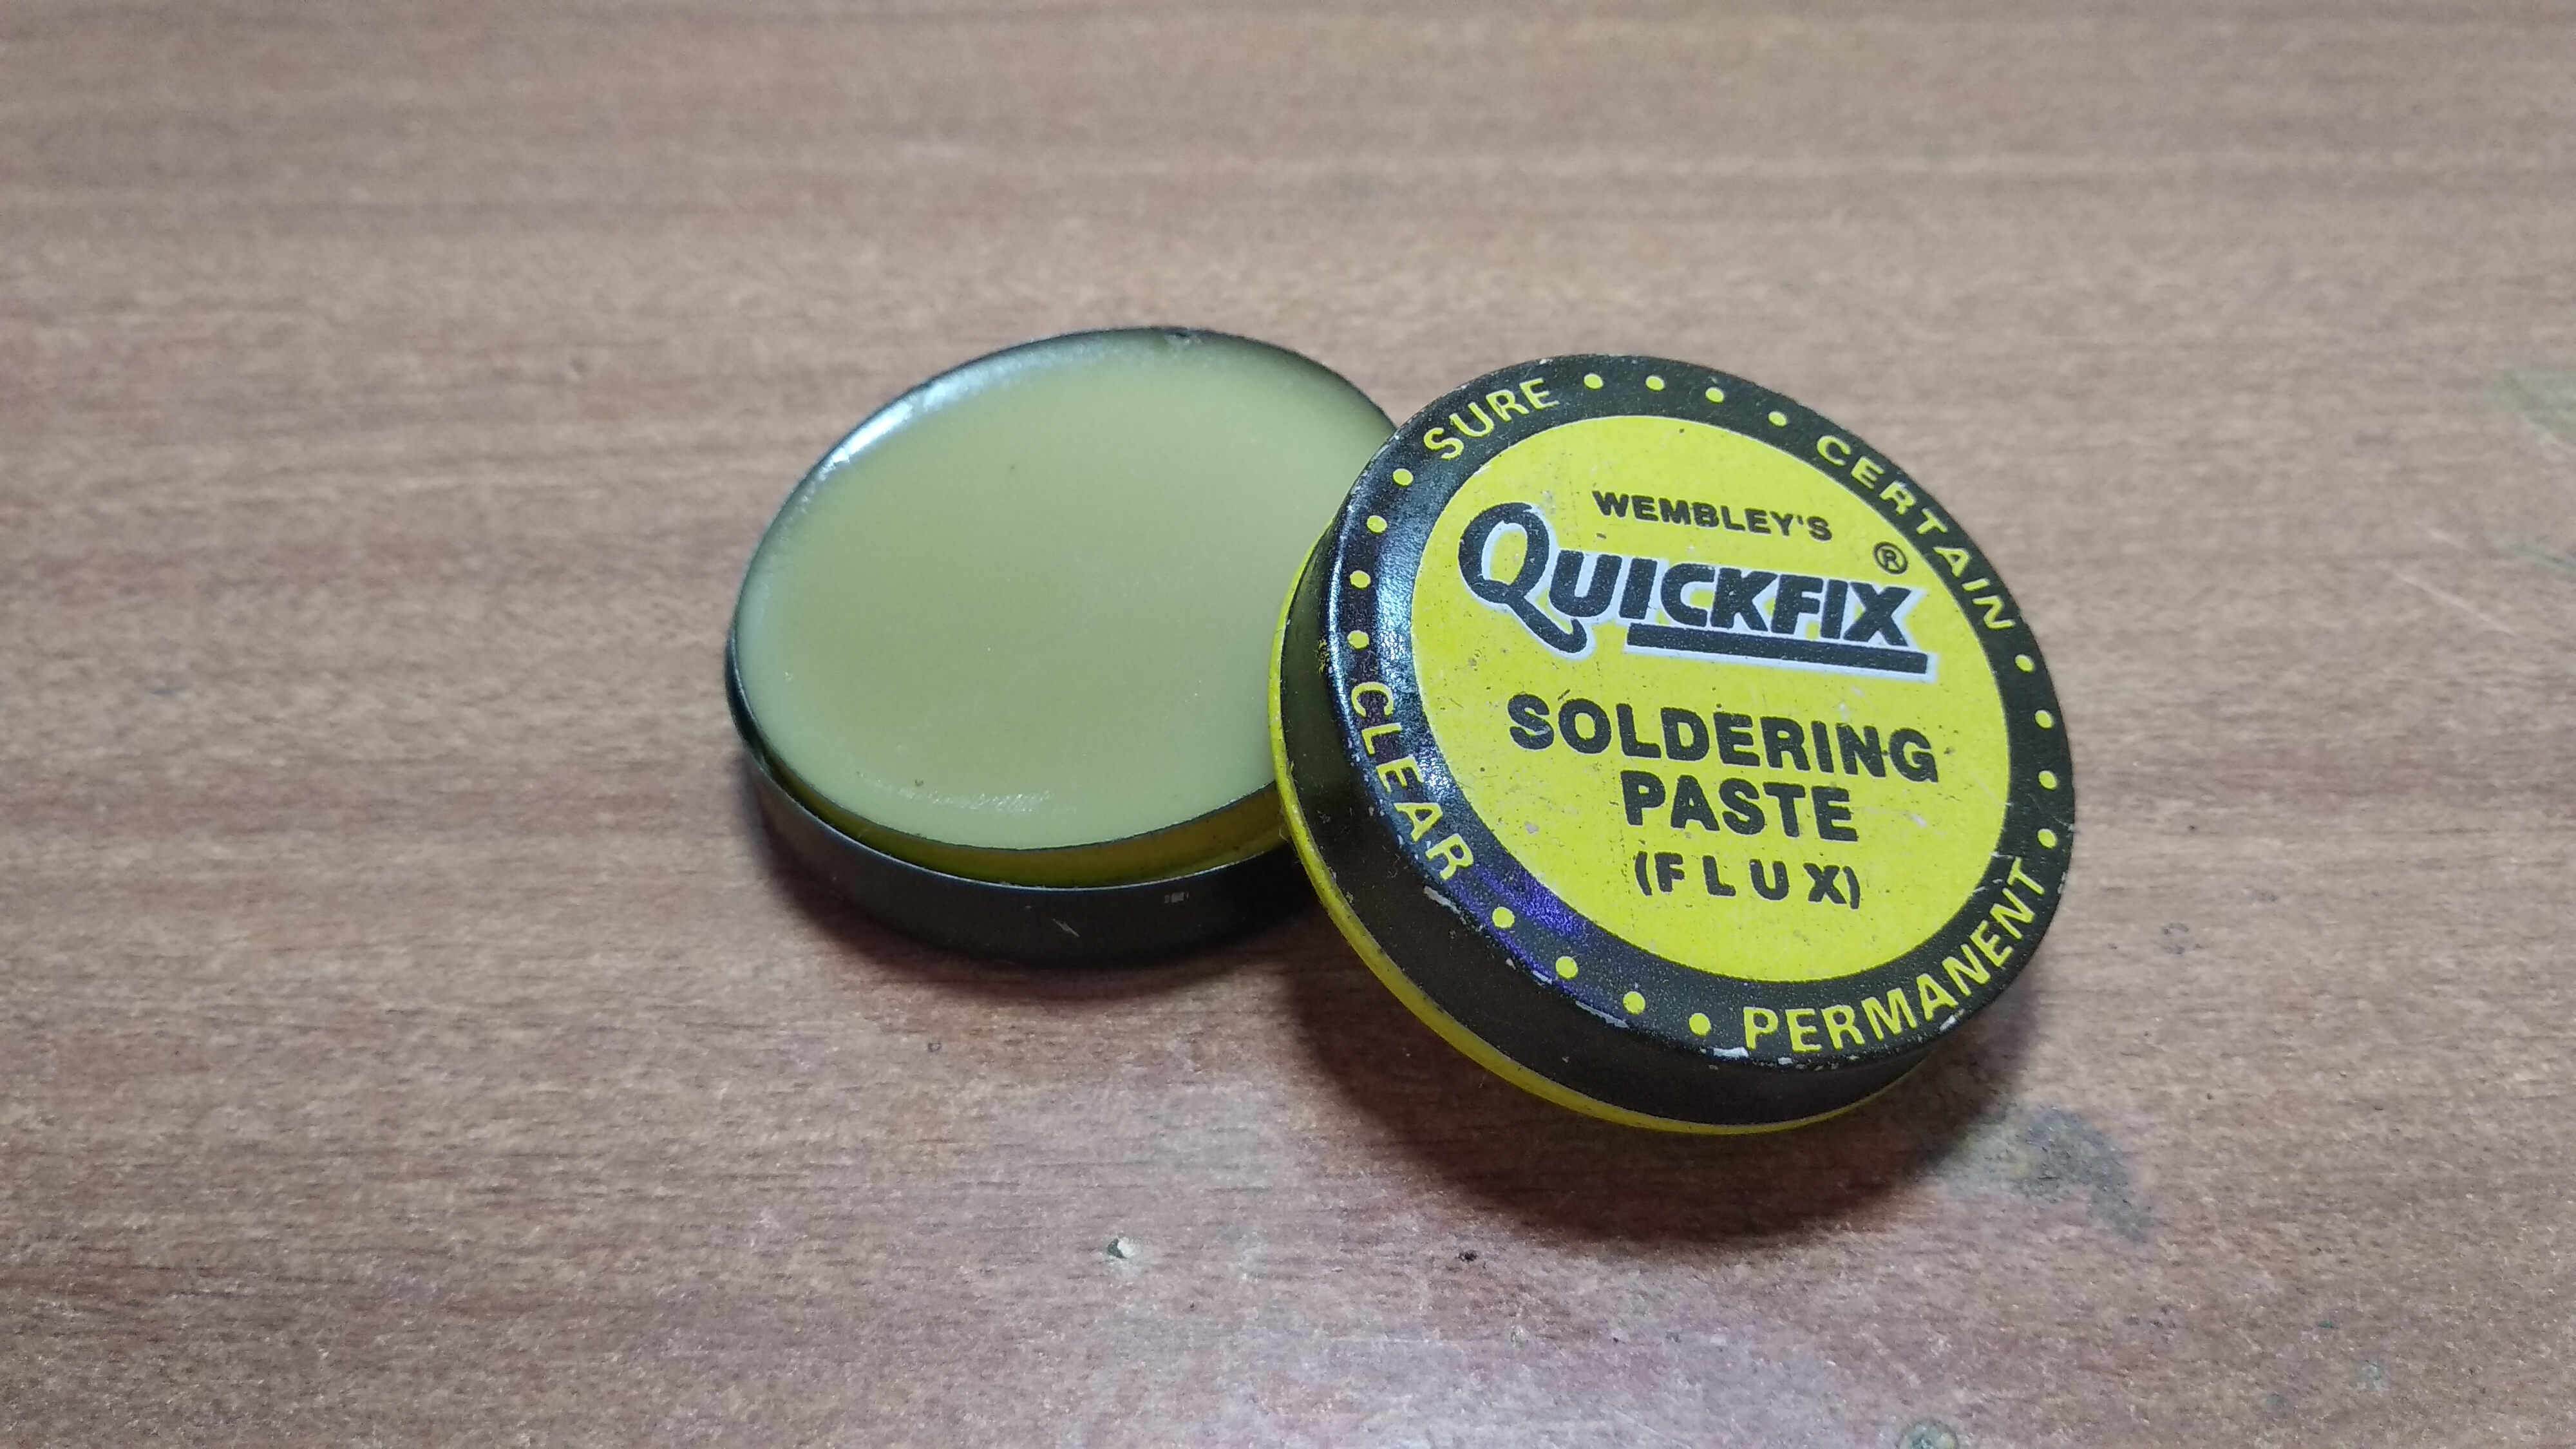 SURE
CERTAIN
WEMBLEY'S
QUICKFIX ®
SOLDERING
PASTE
(FLUX)
CLEAR
PERMANENT